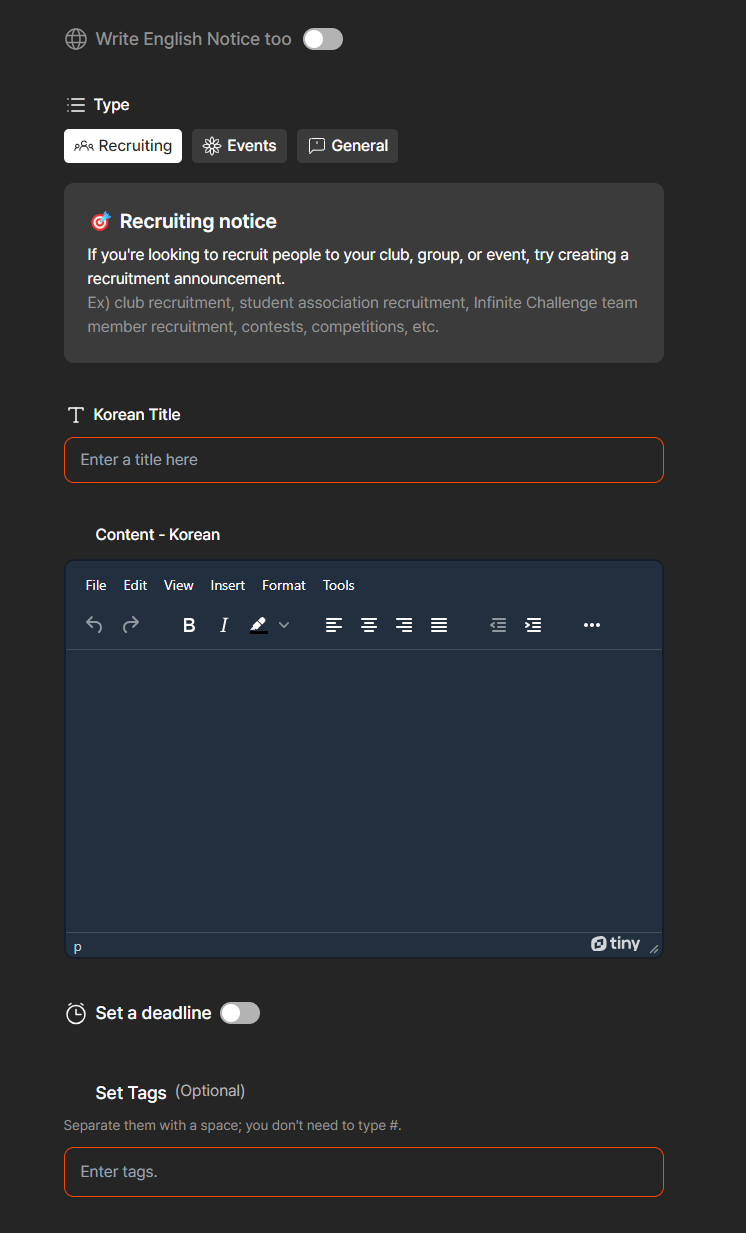 Write English Notice too
Type
Recruiting Events General
Recruiting notice
If you're looking to recruit people to your club, group, or event, try creating a
recruitment announcement.
Ex) club recruitment, student association recruitment, Infinite Challenge team
member recruitment, contests, competitions, etc.
Korean Title
Enter a title here
Content - Korean
File Edit View Insert Format Tools
B I
p tiny
Set a deadline
Set Tags (Optional)
Separate them with a space; you don't need to type #.
Enter tags.